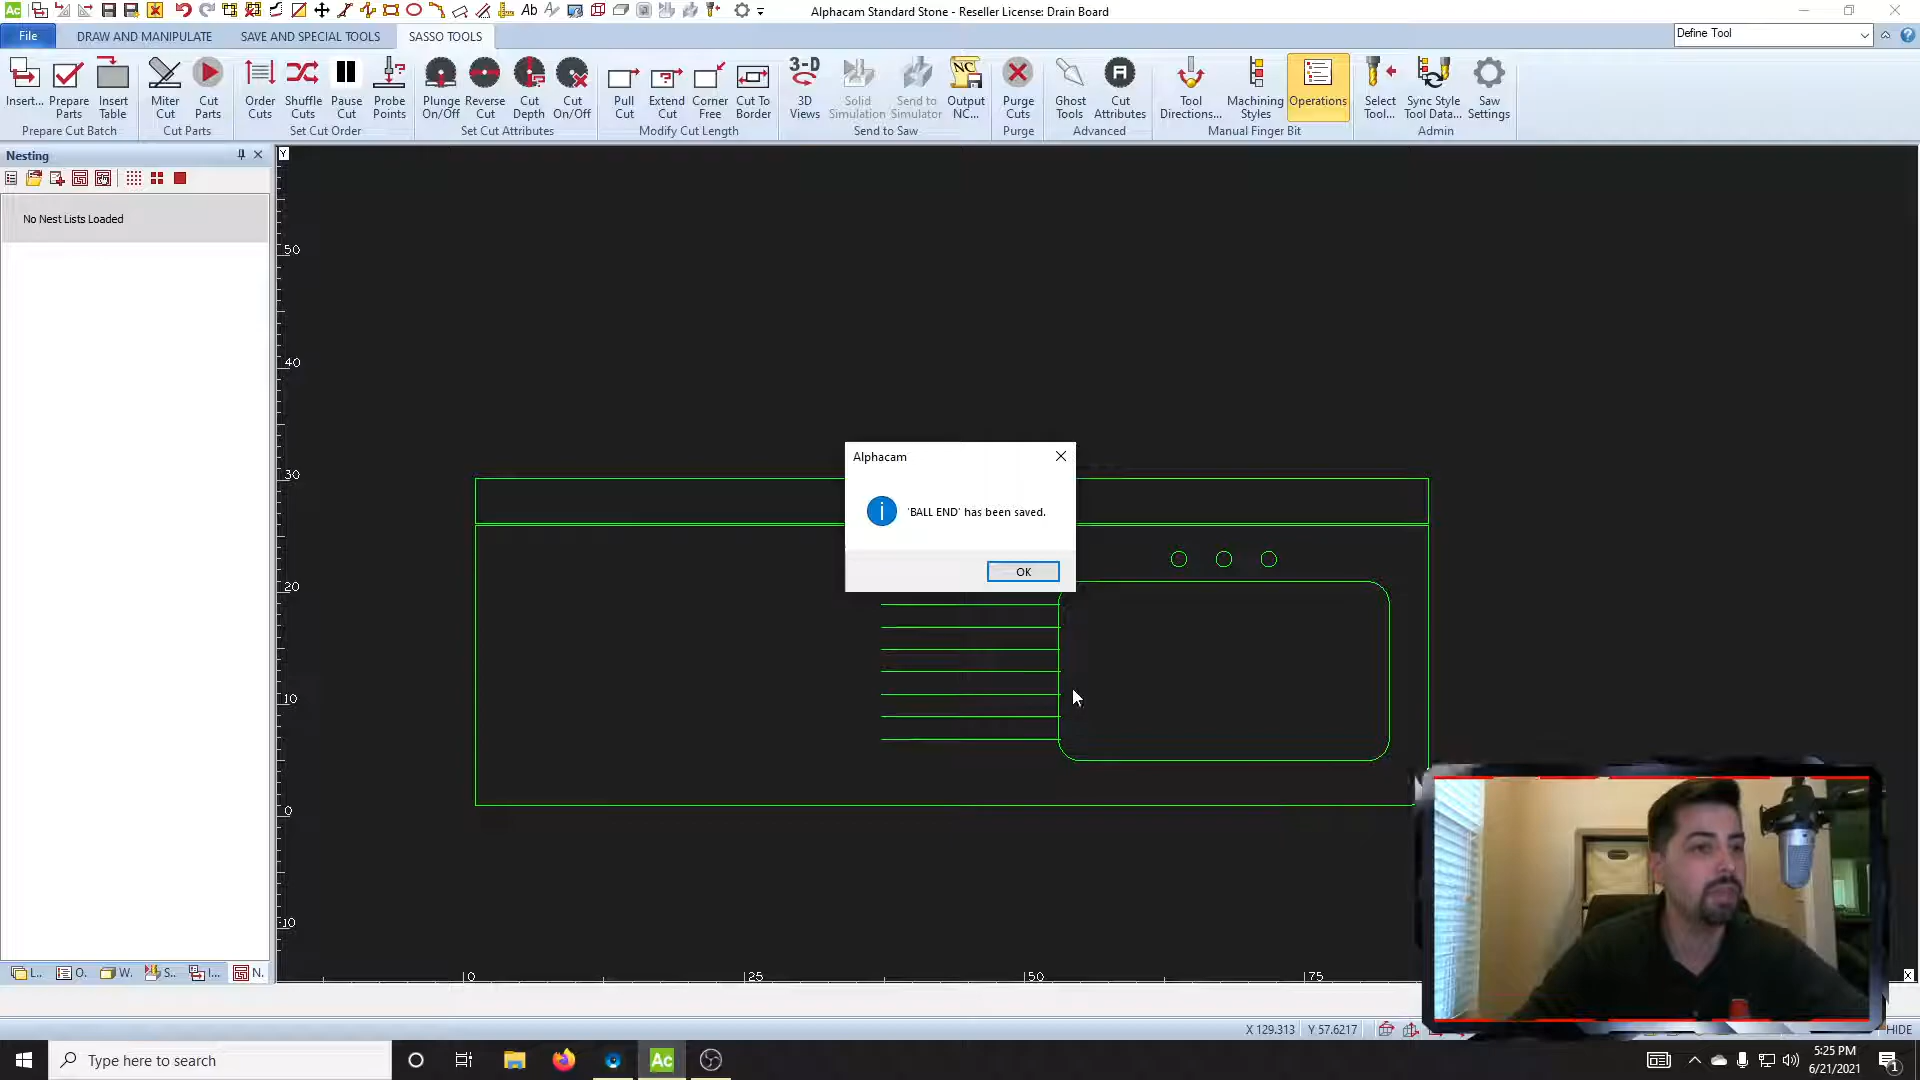 Alphacam Standard Stone - Reseller License: Drain Board
File
DRAW AND MANIPULATE
SAVE AND SPECIAL TOOLS
SASSO TOOLS
Define Tool
Insert...
Prepare Parts
Insert Table
Miter Cut
Cut Parts
Order Cuts
Shuffle Cuts
Pause Cut
Probe Points
Plunge On/Off
Reverse Cut
Cut Depth
Cut On/Off
Pull Cut
Extend Cut
Corner Free
Cut To Border
3-D
3D Views
Solid Simulation
Send to Simulator
NC
Output NC...
Purge Cuts
Ghost Tools
Cut Attributes
Tool Directions...
Machining Styles
Operations
Select Tool...
Sync Style Tool Data...
Saw Settings
Prepare Cut Batch
Cut Parts
Set Cut Order
Set Cut Attributes
Modify Cut Length
Send to Saw
Purge
Advanced
Manual Finger Bit
Admin
Nesting
No Nest Lists Loaded
Y
50
40
30
20
10
0
-10
0
25
50
75
X
Alphacam
'BALL END' has been saved.
OK
L..
O.
W.
S..
I...
N.
X 129.313 Y 57.6217
HIDE
Type here to search
Ac
5:25 PM
6/21/2021
1